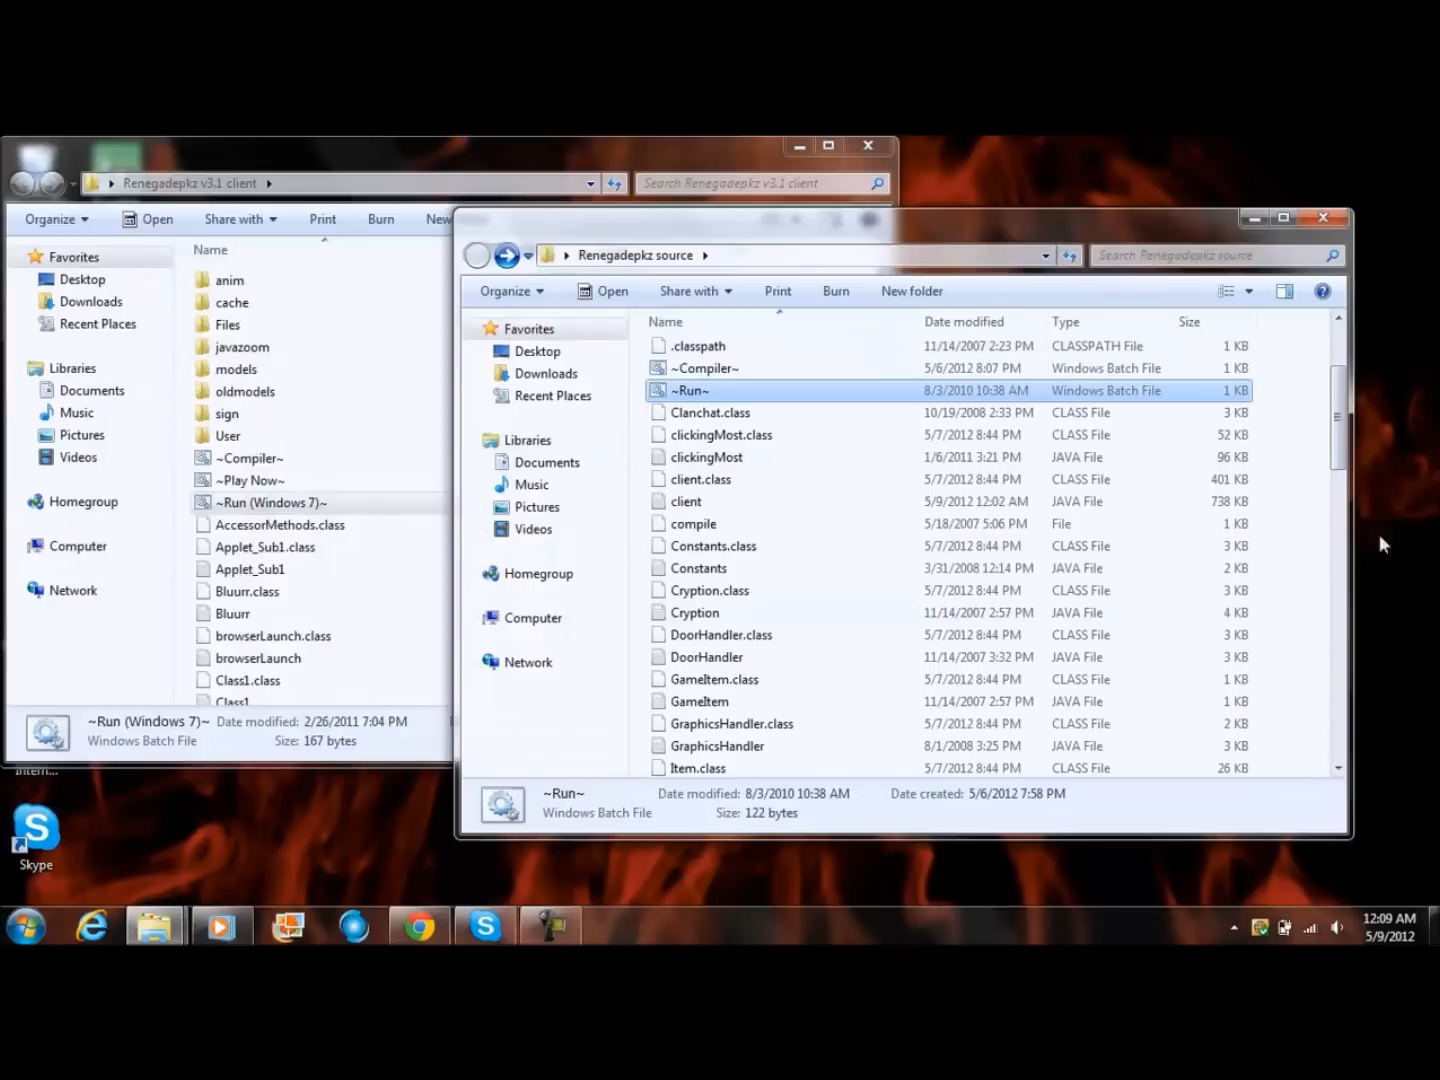 Renegadepkz v3.1 client
Search Renegadepkz v3.1 client
Organize Open Share with Print Burn New
Favorites
Desktop
Downloads
Recent Places
Libraries
Documents
Music
Pictures
Videos
Homegroup
Computer
Network
Name
anim
cache
Files
javazoom
models
oldmodels
sign
User
~Compiler~
~Play Now~
~Run (Windows 7)~
AccessorMethods.class
Applet_Sub1.class
Applet_Sub1
Bluurr.class
Bluurr
browserLaunch.class
browserLaunch
Class1.class
Class1
~Run (Windows 7)~ Date modified: 2/26/2011 7:04 PM
Windows Batch File Size: 167 bytes
Renegadepkz source
Search Renegadepkz source
Organize Open Share with Print Burn New folder
Favorites
Desktop
Downloads
Recent Places
Libraries
Documents
Music
Pictures
Videos
Homegroup
Computer
Network
Name Date modified Type Size
.classpath 11/14/2007 2:23 PM CLASSPATH File 1 KB
~Compiler~ 5/6/2012 8:07 PM Windows Batch File 1 KB
~Run~ 8/3/2010 10:38 AM Windows Batch File 1 KB
Clanchat.class 10/19/2008 2:33 PM CLASS File 3 KB
clickingMost.class 5/7/2012 8:44 PM CLASS File 52 KB
clickingMost 1/6/2011 3:21 PM JAVA File 96 KB
client.class 5/7/2012 8:44 PM CLASS File 401 KB
client 5/9/2012 12:02 AM JAVA File 738 KB
compile 5/18/2007 5:06 PM File 1 KB
Constants.class 5/7/2012 8:44 PM CLASS File 3 KB
Constants 3/31/2008 12:14 PM JAVA File 2 KB
Cryption.class 5/7/2012 8:44 PM CLASS File 3 KB
Cryption 11/14/2007 2:57 PM JAVA File 4 KB
DoorHandler.class 5/7/2012 8:44 PM CLASS File 3 KB
DoorHandler 11/14/2007 3:32 PM JAVA File 1 KB
GameItem.class 5/7/2012 8:44 PM CLASS File 3 KB
GameItem 11/14/2007 2:57 PM JAVA File 1 KB
GraphicsHandler.class 5/7/2012 8:44 PM CLASS File 2 KB
GraphicsHandler 8/1/2008 3:25 PM JAVA File 3 KB
Item.class 5/7/2012 8:44 PM CLASS File 26 KB
~Run~ Date modified: 8/3/2010 10:38 AM Date created: 5/6/2012 7:58 PM
Windows Batch File Size: 122 bytes
Intern...
Skype
12:09 AM
5/9/2012